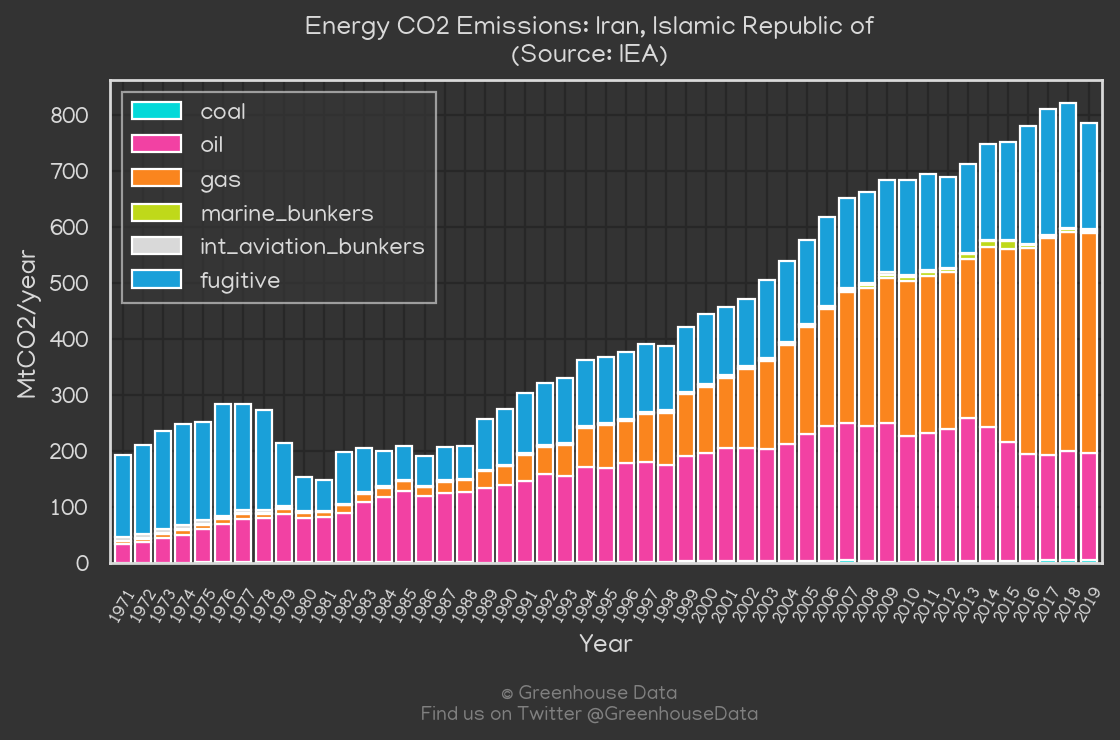 Energy CO2 Emissions: Iran, Islamic Republic of
(Source: IEA)
coal
oil
gas
marine_bunkers
int_aviation_bunkers
fugitive
MtCO2/year
800
700
600
500
400
300
200
100
0
1971 1972 1973 1974 1975 1976 1977 1978 1979 1980 1981 1982 1983 1984 1985 1986 1987 1988 1989 1990 1991 1992 1993 1994 1995 1996 1997 1998 1999 2000 2001 2002 2003 2004 2005 2006 2007 2008 2009 2010 2011 2012 2013 2014 2015 2016 2017 2018 2019
Year
© Greenhouse Data
Find us on Twitter @GreenhouseData